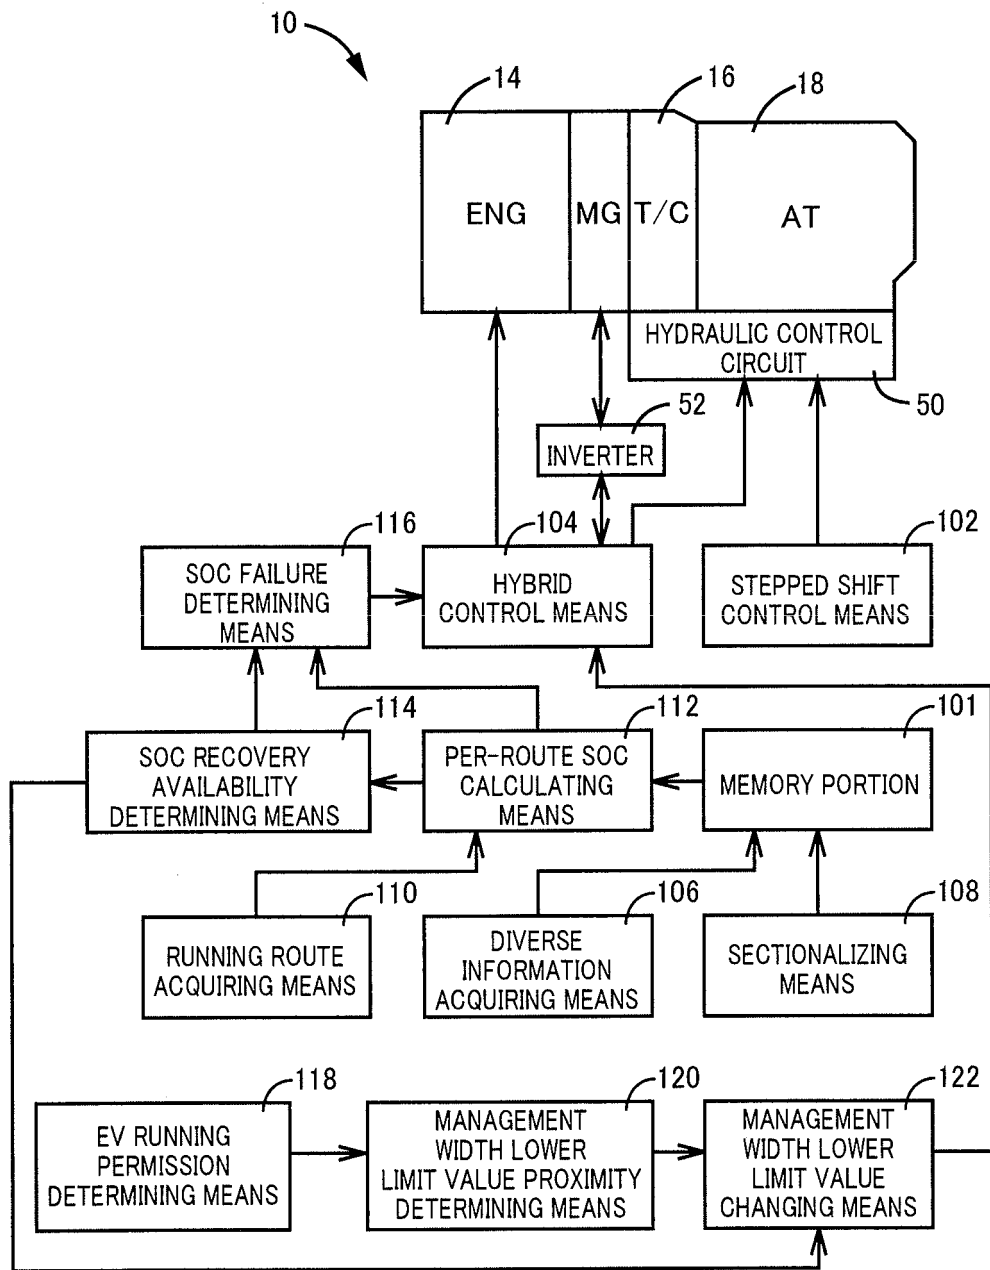 10
14
16
18
ENG
MG
T/C
AT
HYDRAULIC CONTROL
CIRCUIT
50
52
INVERTER
116
104
102
SOC FAILURE
DETERMINING
MEANS
HYBRID
CONTROL MEANS
STEPPED SHIFT
CONTROL MEANS
114
112
101
SOC RECOVERY
AVAILABILITY
DETERMINING MEANS
PER-ROUTE SOC
CALCULATING
MEANS
MEMORY PORTION
110
106
108
RUNNING ROUTE
ACQUIRING MEANS
DIVERSE
INFORMATION
ACQUIRING MEANS
SECTIONALIZING
MEANS
118
120
122
EV RUNNING
PERMISSION
DETERMINING MEANS
MANAGEMENT
WIDTH LOWER
LIMIT VALUE PROXIMITY
DETERMINING MEANS
MANAGEMENT
WIDTH LOWER
LIMIT VALUE
CHANGING MEANS